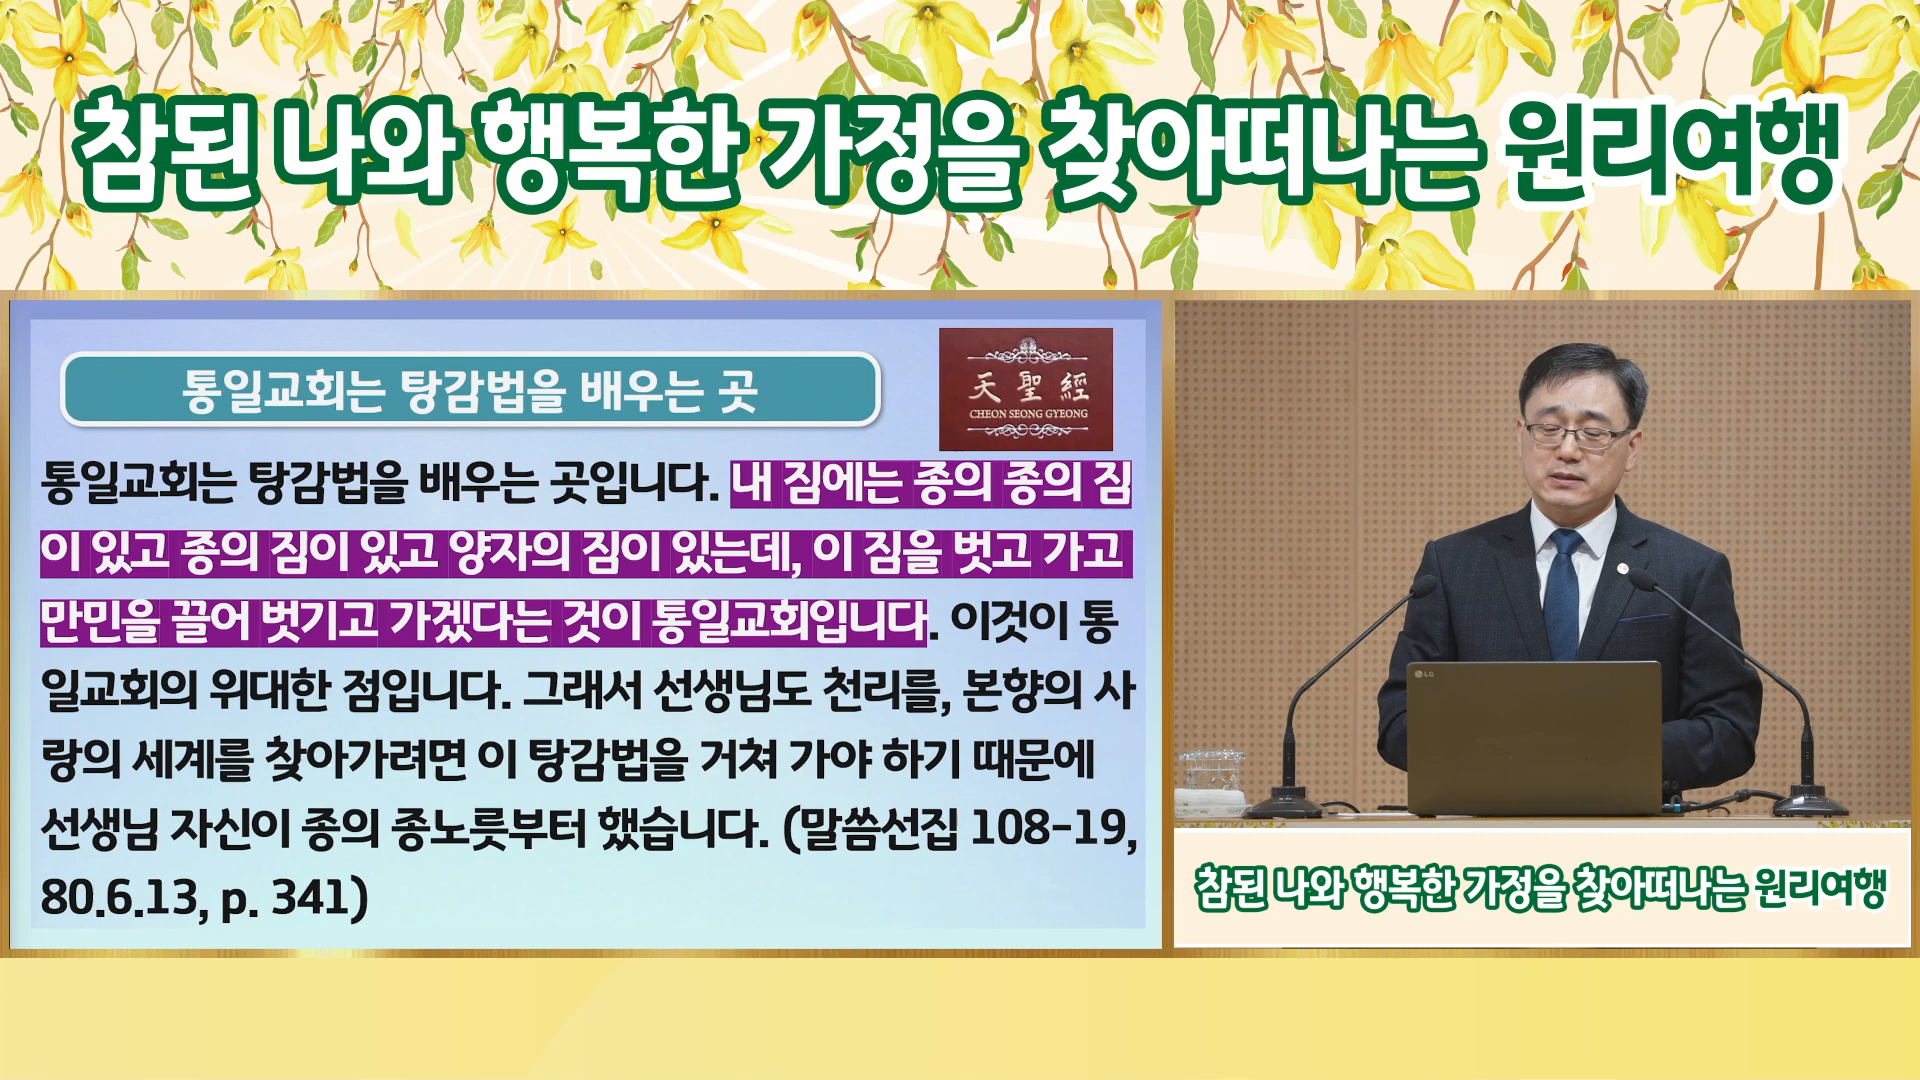 참된 나와 행복한 가정을 찾아떠나는 원리여행
통일교회는 탕감법을 배우는 곳
天聖經
CHEON SEONG GYEONG
통일교회는 탕감법을 배우는 곳입니다. 내 짐에는 종의 종의 짐
이 있고 종의 짐이 있고 양자의 짐이 있는데, 이 짐을 벗고 가고
만민을 끌어 벗기고 가겠다는 것이 통일교회입니다. 이것이 통
일교회의 위대한 점입니다. 그래서 선생님도 천리를, 본향의 사
랑의 세계를 찾아가려면 이 탕감법을 거쳐 가야 하기 때문에
선생님 자신이 종의 종노릇부터 했습니다. (말씀선집 108-19,
80.6.13, p. 341)
LG
참된 나와 행복한 가정을 찾아떠나는 원리여행